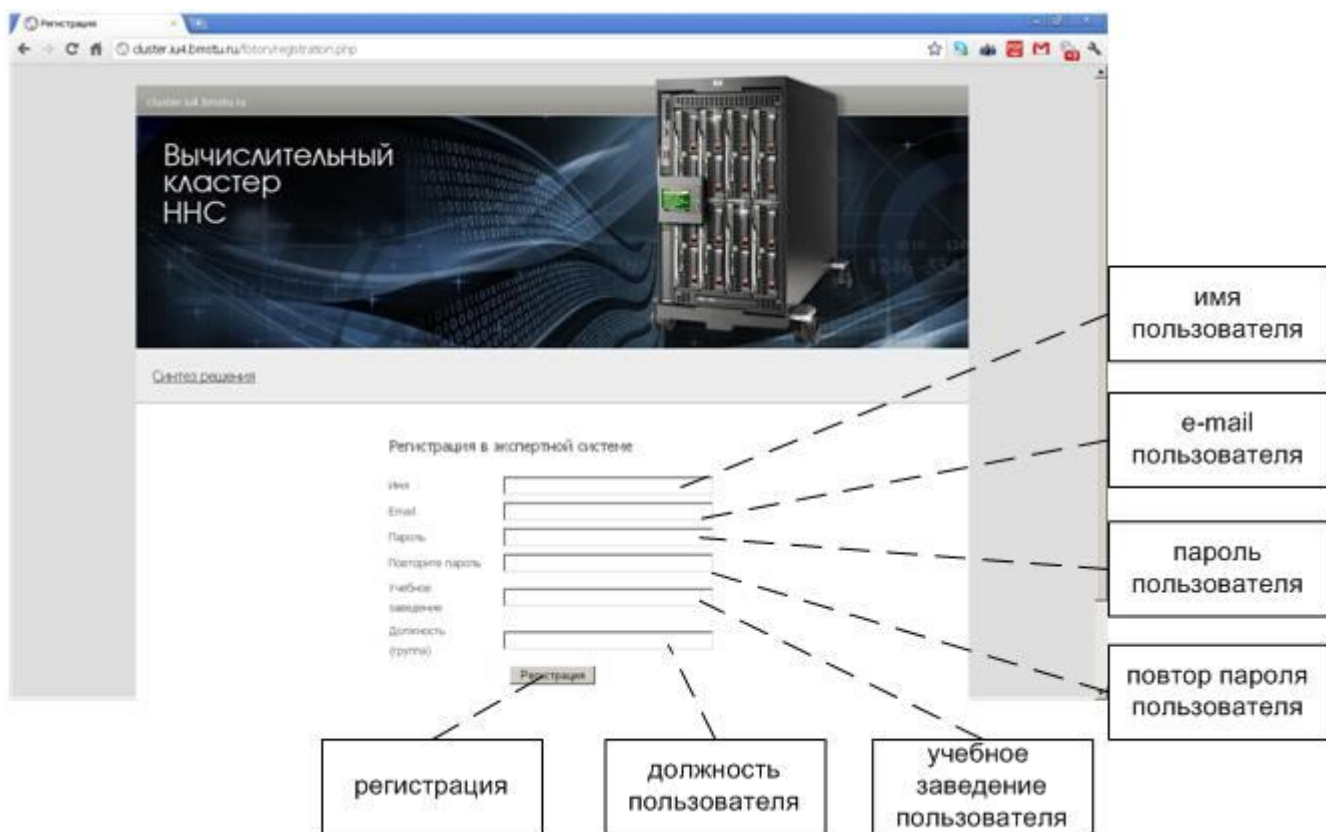 Регистрация
cluster.iu4.bmstu.ru/foton/registration.php
cluster.iu4.bmstu.ru
Вычислительный
кластер
ННС
Синтез решения
Регистрация в экспертной системе
Имя
Email
Пароль
Повторите пароль
Учебное
заведение
Должность
(группа)
Регистрация
имя
пользователя
e-mail
пользователя
пароль
пользователя
повтор пароля
пользователя
регистрация
должность
пользователя
учебное
заведение
пользователя